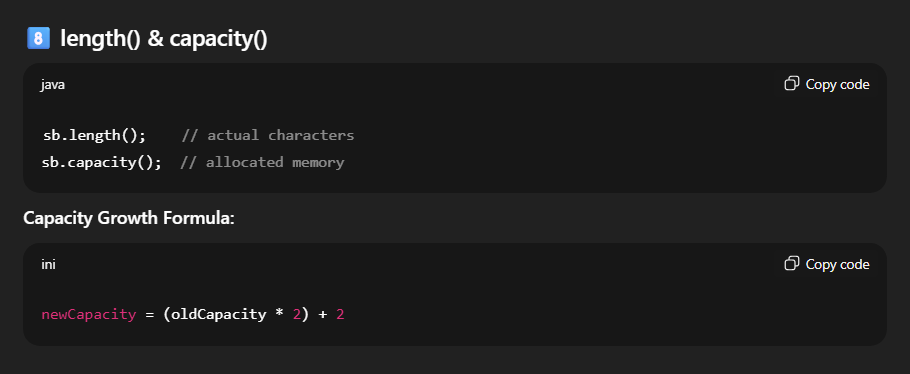 8 length() & capacity()
java
Copy code
sb.length();    // actual characters
sb.capacity();  // allocated memory
Capacity Growth Formula:
ini
Copy code
newCapacity = (oldCapacity * 2) + 2